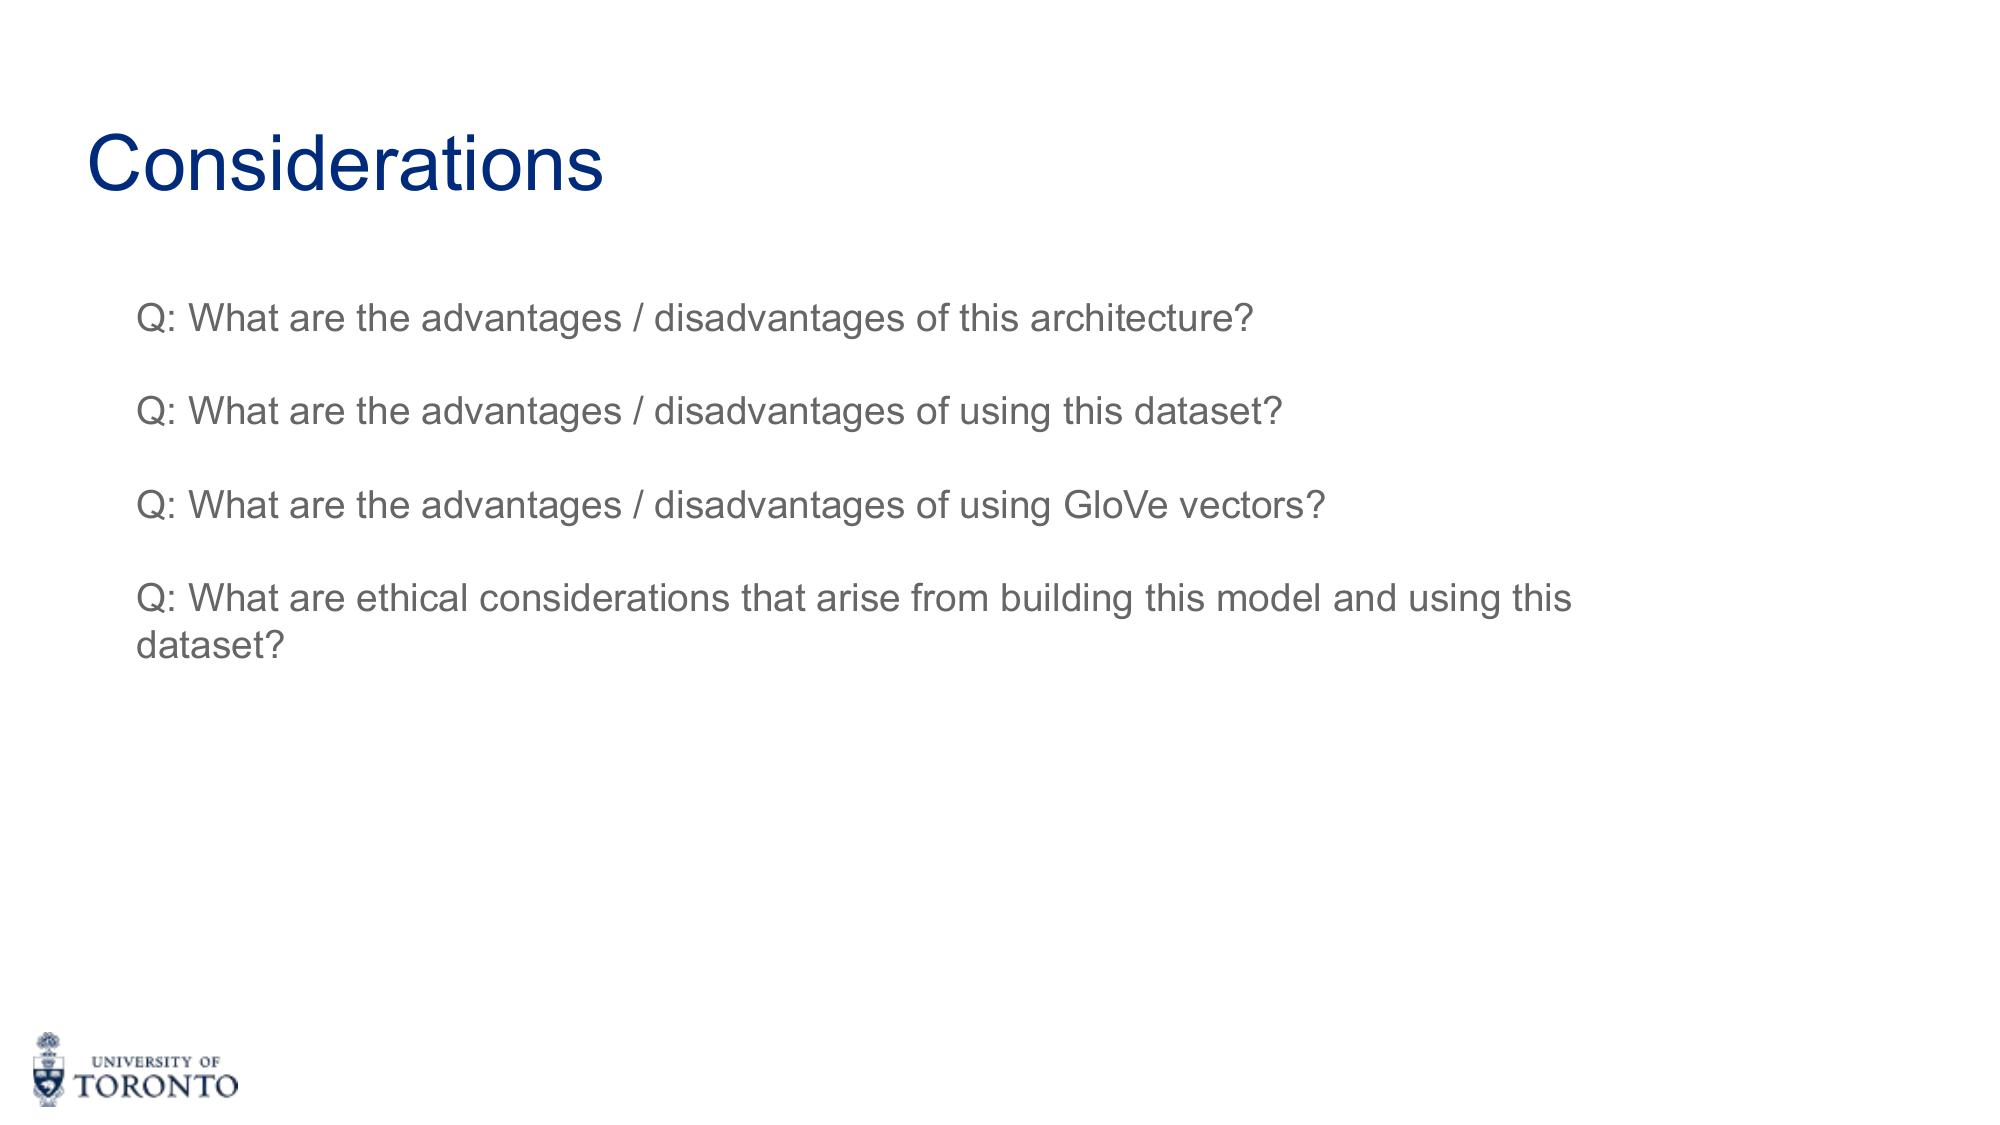 Considerations
Q: What are the advantages / disadvantages of this architecture?
Q: What are the advantages / disadvantages of using this dataset?
Q: What are the advantages / disadvantages of using GloVe vectors?
Q: What are ethical considerations that arise from building this model and using this
dataset?
UNIVERSITY OF
TORONTO